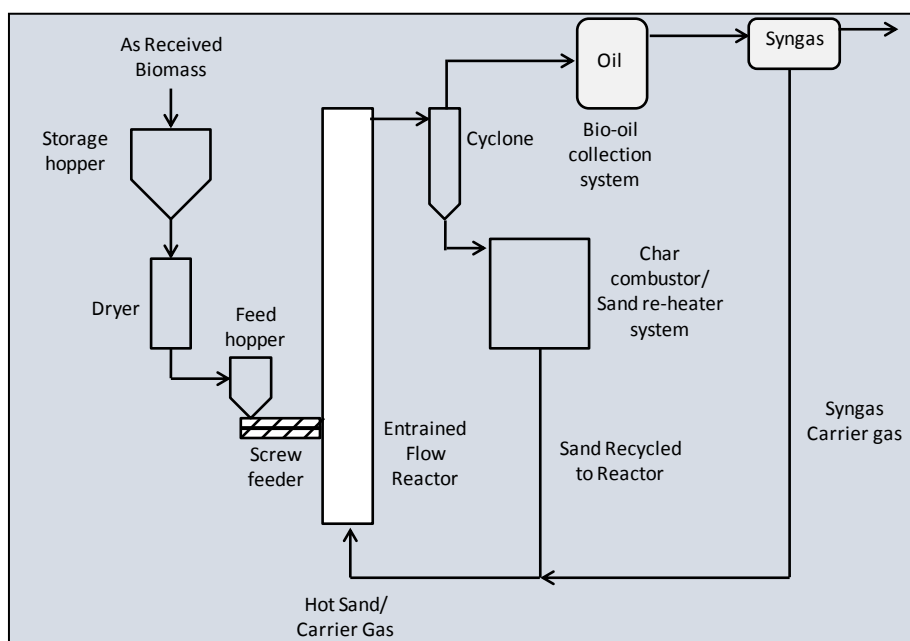 As Received
Biomass
Storage
hopper
Dryer
Feed
hopper
Screw
feeder
Entrained
Flow
Reactor
Hot Sand/
Carrier Gas
Cyclone
Oil
Bio-oil
collection
system
Syngas
Char
combustor/
Sand re-heater
system
Sand Recycled
to Reactor
Syngas
Carrier gas